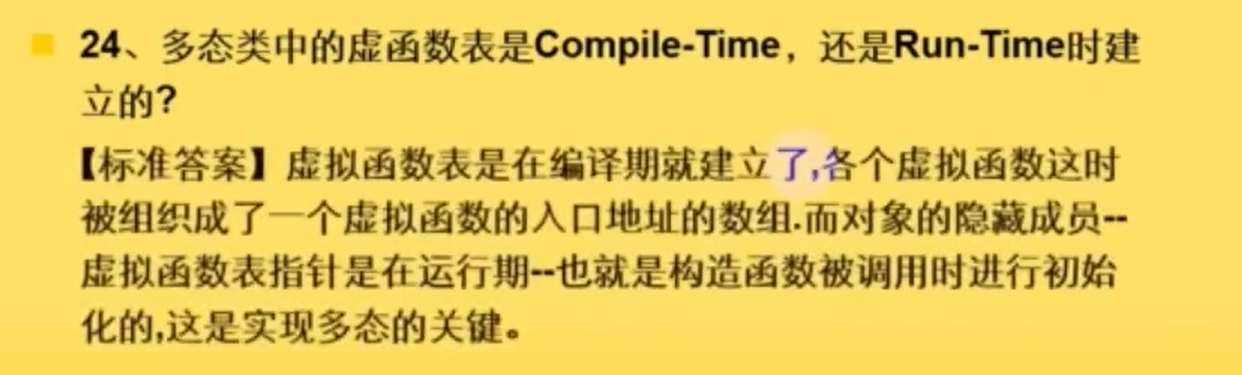 24、多态类中的虚函数表是Compile-Time，还是Run-Time时建
立的?
【标准答案】虚拟函数表是在编译期就建立了,各个虚拟函数这时
被组织成了一个虚拟函数的入口地址的数组.而对象的隐藏成员--
虚拟函数表指针是在运行期--也就是构造函数被调用时进行初始
化的,这是实现多态的关键。